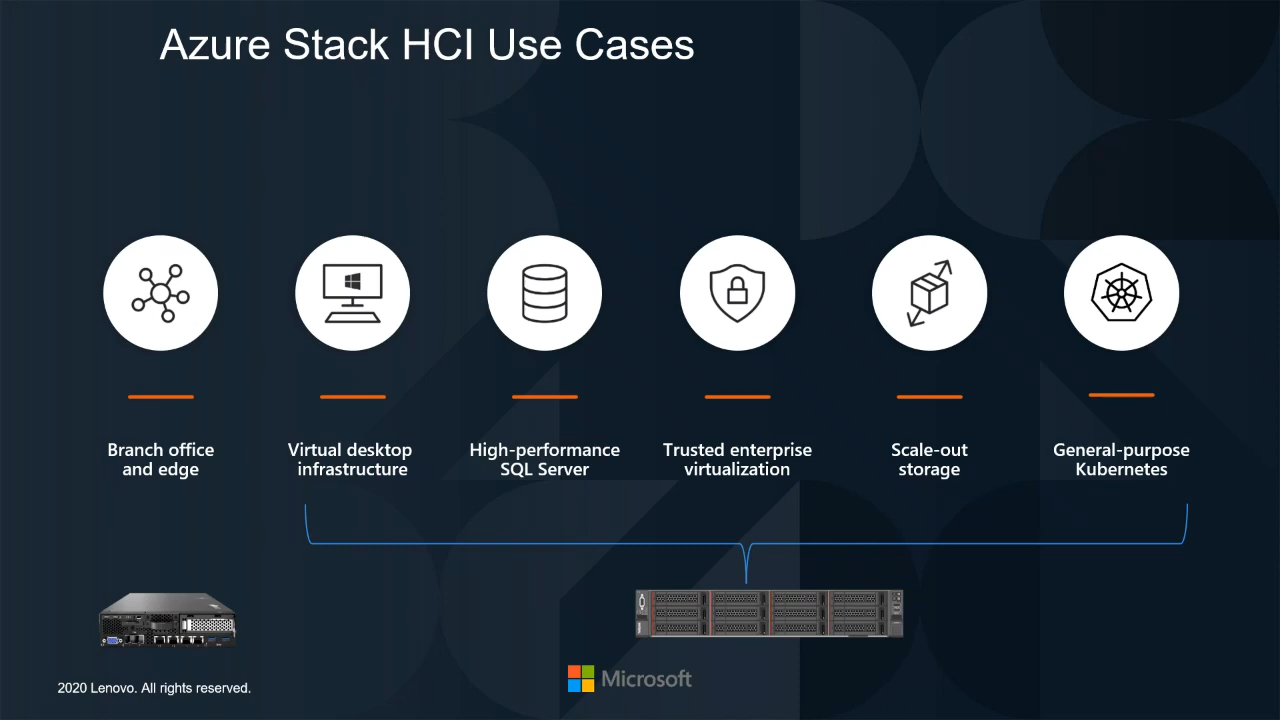 Azure Stack HCI Use Cases
Branch office
and edge
Virtual desktop
infrastructure
High-performance
SQL Server
Trusted enterprise
virtualization
Scale-out
storage
General-purpose
Kubernetes
2020 Lenovo. All rights reserved.
Microsoft